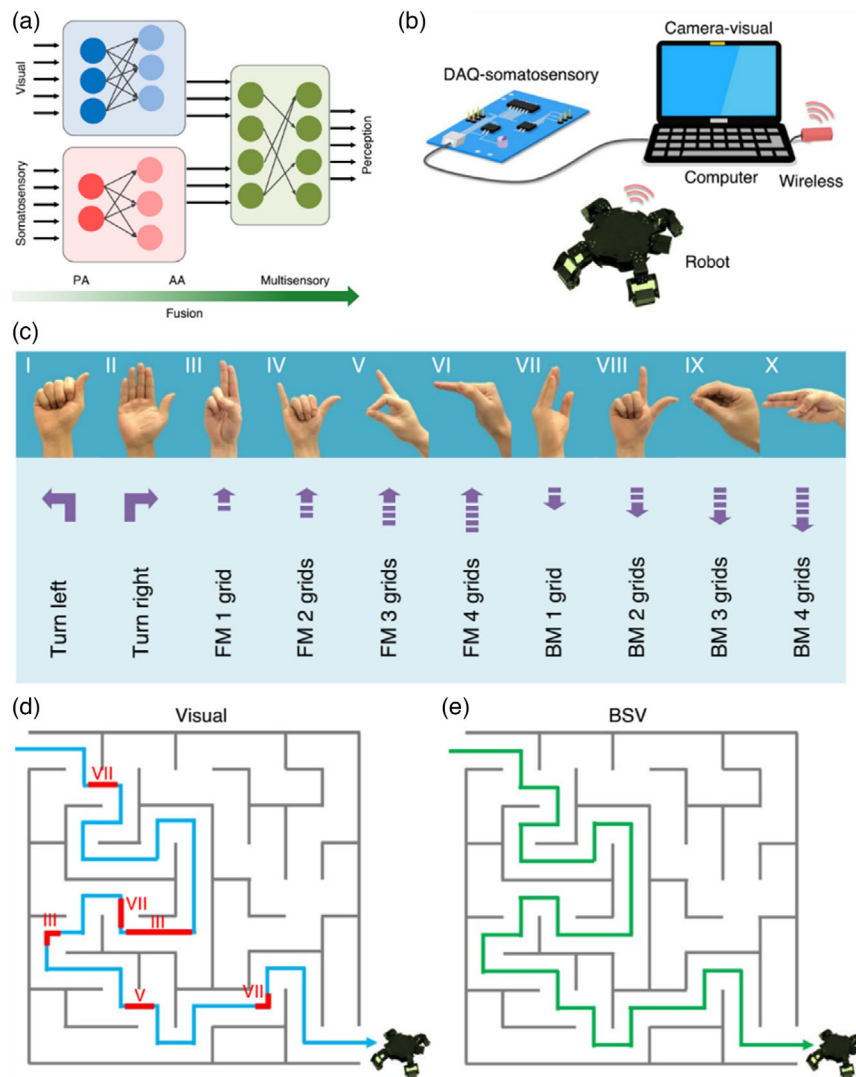 (a)
Visual
Somatosensory
Perception
PA
AA
Multisensory
Fusion
(b)
Camera-visual
DAQ-somatosensory
Computer
Wireless
Robot
(c)
I
II
III
IV
V
VI
VII
VIII
IX
X
Turn left
Turn right
FM 1 grid
FM 2 grids
FM 3 grids
FM 4 grids
BM 1 grid
BM 2 grids
BM 3 grids
BM 4 grids
(d)
Visual
VII
VII
III
III
V
VII
(e)
BSV